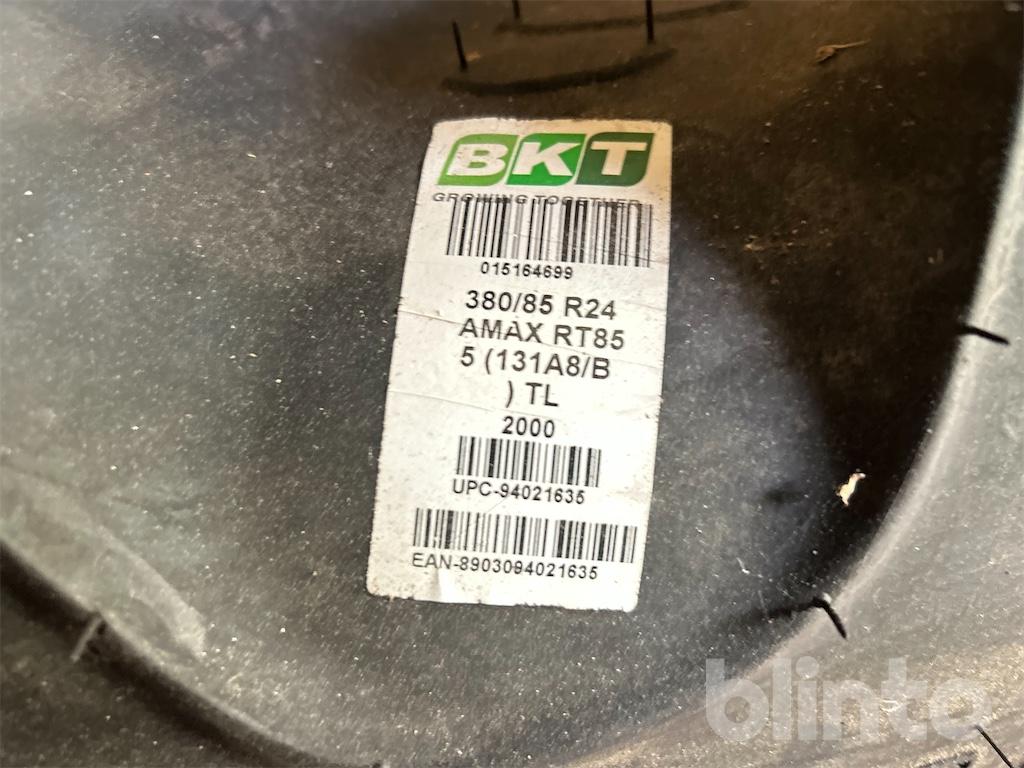 BKT
GROWING TOGETHER
015164699
380/85 R24
AMAX RT85
5 (131A8/B
) TL
2000
UPC-94021635
EAN-8903094021635
blinto